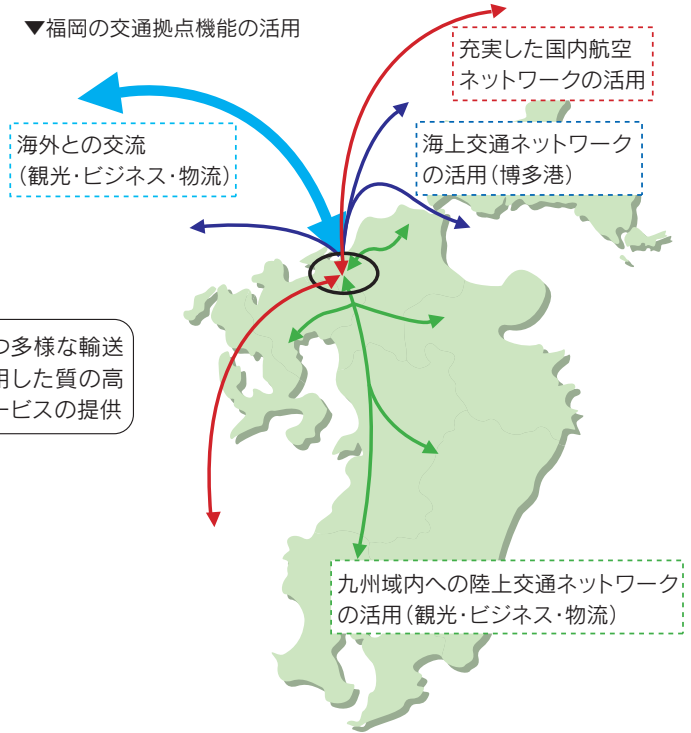 ▼福岡の交通拠点機能の活用
充実した国内航空
ネットワークの活用
海外との交流
（観光・ビジネス・物流）
海上交通ネットワーク
の活用（博多港）
つ多様な輸送
用した質の高
ービスの提供
九州域内への陸上交通ネットワーク
の活用（観光・ビジネス・物流）